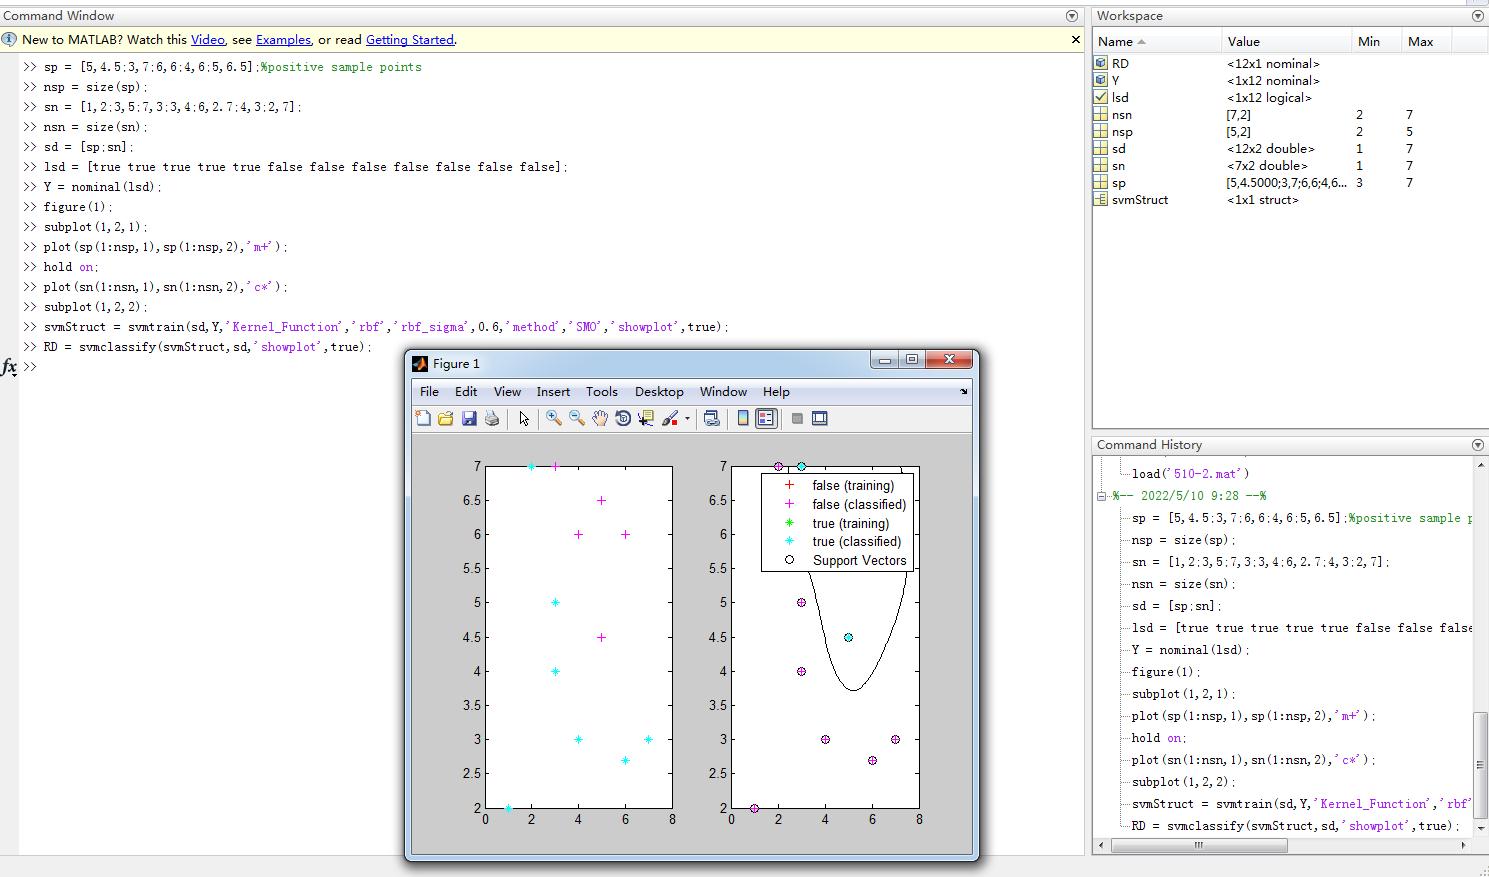 Command Window
New to MATLAB? Watch this Video, see Examples, or read Getting Started.
>> sp = [5,4.5;3,7;6,6;4,6;5,6.5];%positive sample points
>> nsp = size(sp);
>> sn = [1,2;3,5;7,3;3,4;6,2.7;4,3;2,7];
>> nsn = size(sn);
>> sd = [sp;sn];
>> lsd = [true true true true true false false false false false false false];
>> Y = nominal(lsd);
>> figure(1);
>> subplot(1,2,1);
>> plot(sp(1:nsp,1),sp(1:nsp,2),'m+');
>> hold on;
>> plot(sn(1:nsn,1),sn(1:nsn,2),'c*');
>> subplot(1,2,2);
>> svmStruct = svmtrain(sd,Y,'Kernel_Function','rbf','rbf_sigma',0.6,'method','SMO','showplot',true);
>> RD = svmclassify(svmStruct,sd,'showplot',true);
fx >>
Figure 1
File Edit View Insert Tools Desktop Window Help
7
6.5
6
5.5
5
4.5
4
3.5
3
2.5
2
0 2 4 6 8
7
6.5
6
5.5
5
4.5
4
3.5
3
2.5
2
0 2 4 6 8
false (training)
false (classified)
true (training)
true (classified)
Support Vectors
Workspace
Name Value Min Max
RD <12x1 nominal>
Y <1x12 nominal>
lsd <1x12 logical>
nsn [7,2] 2 7
nsp [5,2] 2 5
sd <12x2 double> 1 7
sn <7x2 double> 1 7
sp [5,4.5000;3,7;6,6;4,6... 3 7
svmStruct <1x1 struct>
Command History
load('510-2.mat')
%-- 2022/5/10 9:28 --%
sp = [5,4.5;3,7;6,6;4,6;5,6.5];%positive sample p
nsp = size(sp);
sn = [1,2;3,5;7,3;3,4;6,2.7;4,3;2,7];
nsn = size(sn);
sd = [sp;sn];
lsd = [true true true true true false false false
Y = nominal(lsd);
figure(1);
subplot(1,2,1);
plot(sp(1:nsp,1),sp(1:nsp,2),'m+');
hold on;
plot(sn(1:nsn,1),sn(1:nsn,2),'c*');
subplot(1,2,2);
svmStruct = svmtrain(sd,Y,'Kernel_Function','rbf'
RD = svmclassify(svmStruct,sd,'showplot',true);